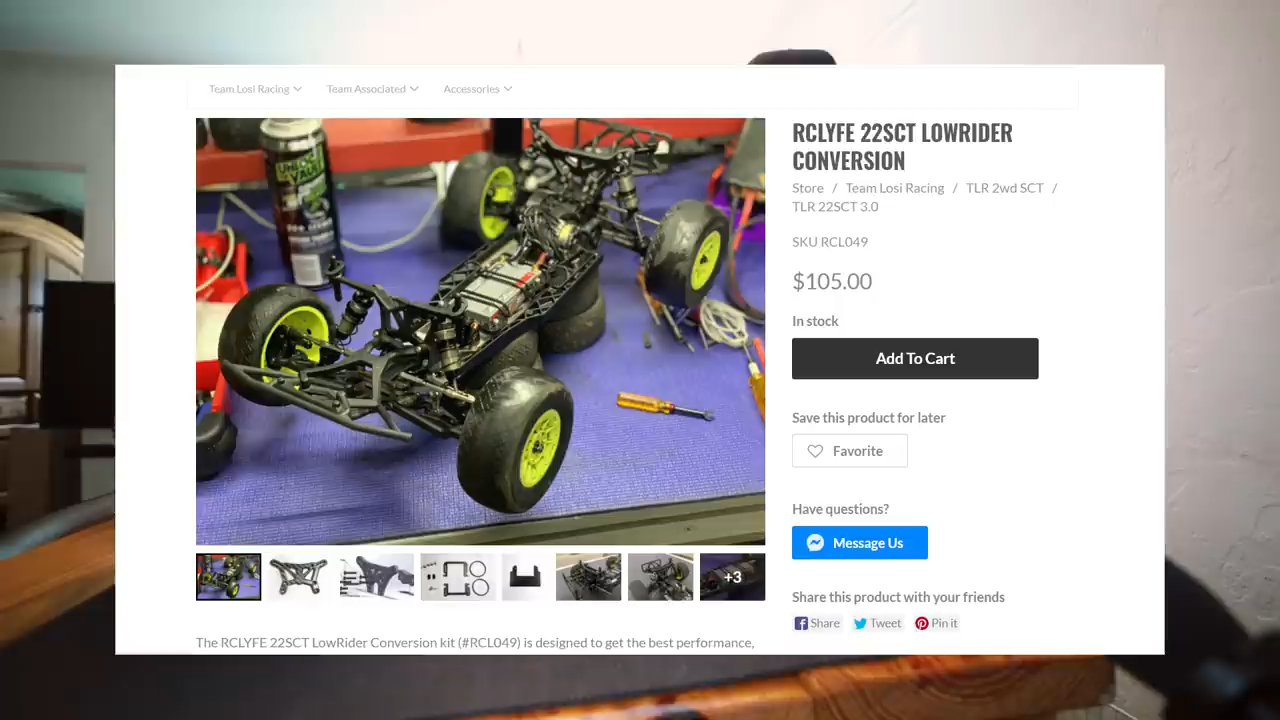 Team Losi Racing
Team Associated
Accessories
RCLYFE 22SCT LOWRIDER
CONVERSION
Store / Team Losi Racing / TLR 2wd SCT /
TLR 22SCT 3.0
SKU RCL049
$105.00
In stock
Add To Cart
Save this product for later
Favorite
Have questions?
Message Us
Share this product with your friends
Share
Tweet
Pin it
+3
The RCLYFE 22SCT LowRider Conversion kit (#RCL049) is designed to get the best performance,